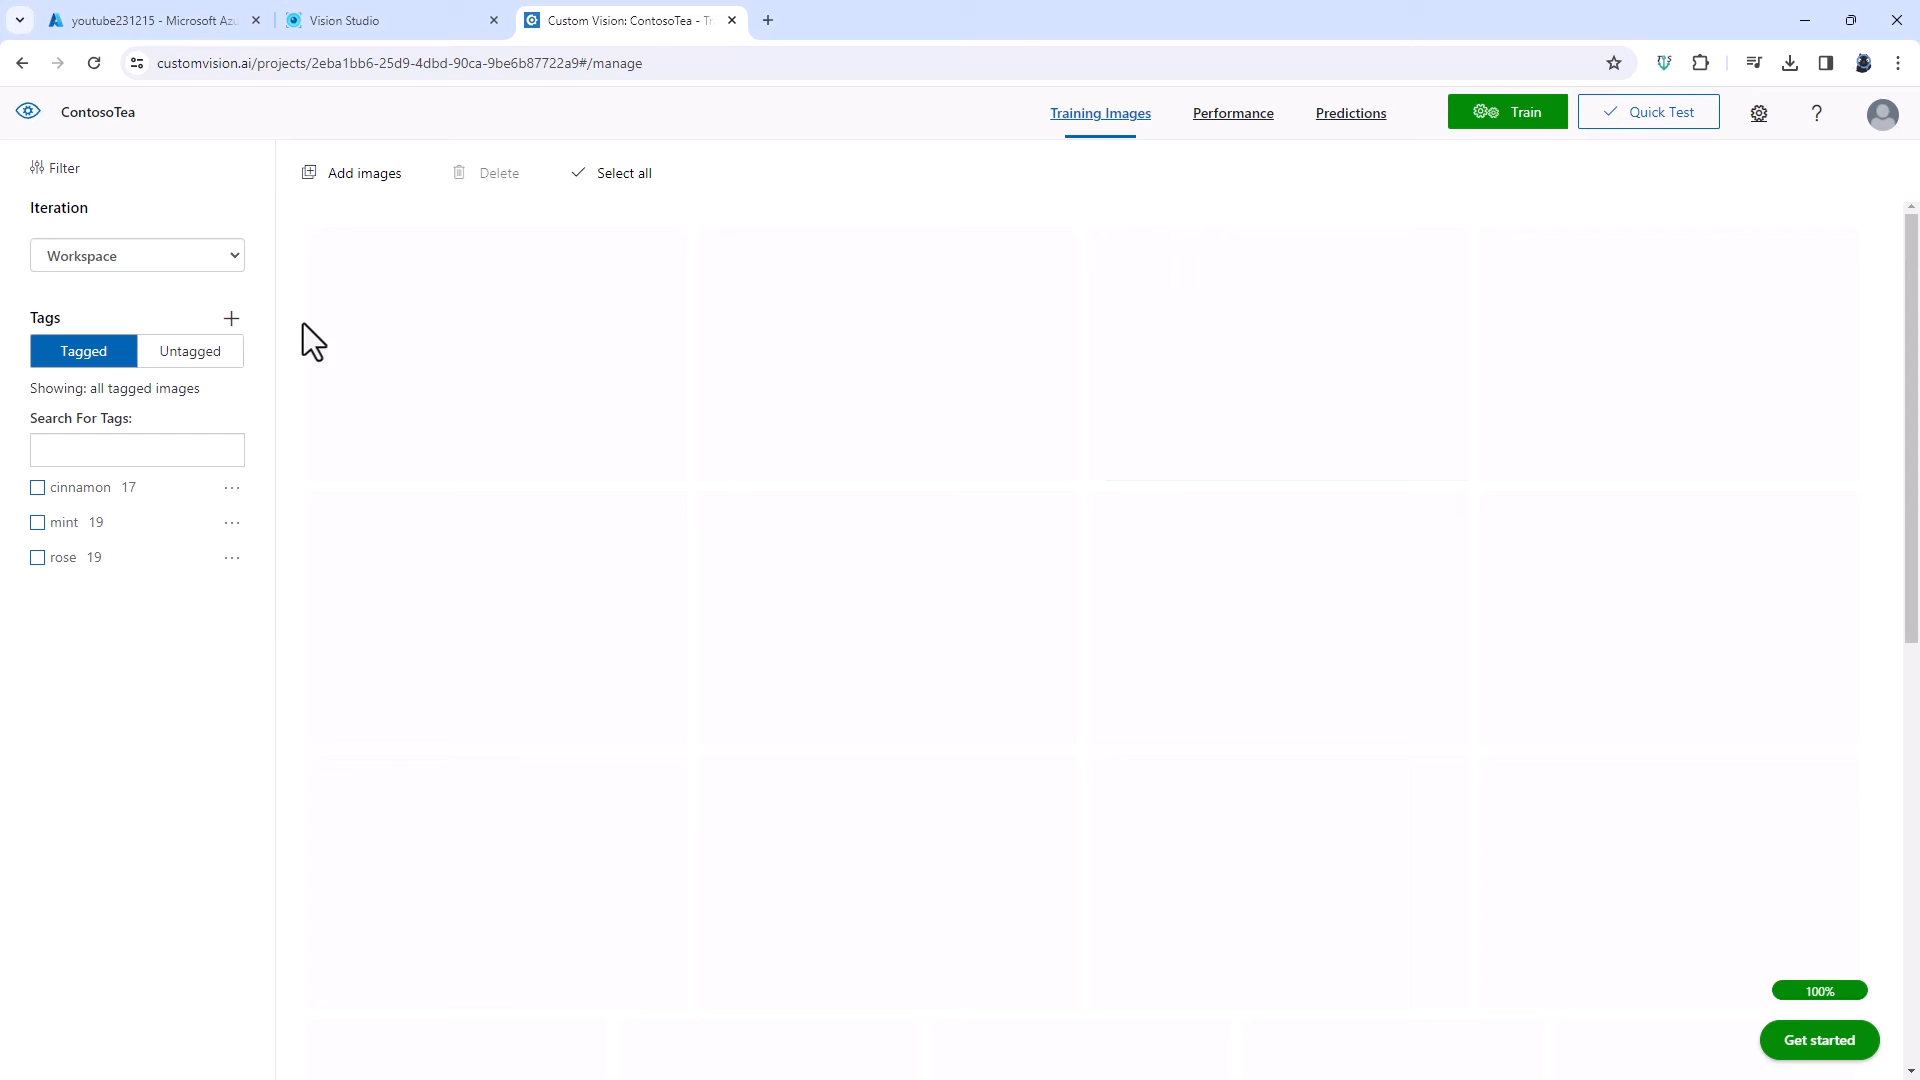 youtube231215 - Microsoft Azu
Vision Studio
Custom Vision: ContosoTea - Tr
customvision.ai/projects/2eba1bb6-25d9-4dbd-90ca-9be6b87722a9#/manage
ContosoTea
Training Images
Performance
Predictions
Train
Quick Test
?
Filter
Add images
Delete
Select all
Iteration
Workspace
Tags
Tagged
Untagged
Showing: all tagged images
Search For Tags:
cinnamon 17
mint 19
rose 19
100%
Get started